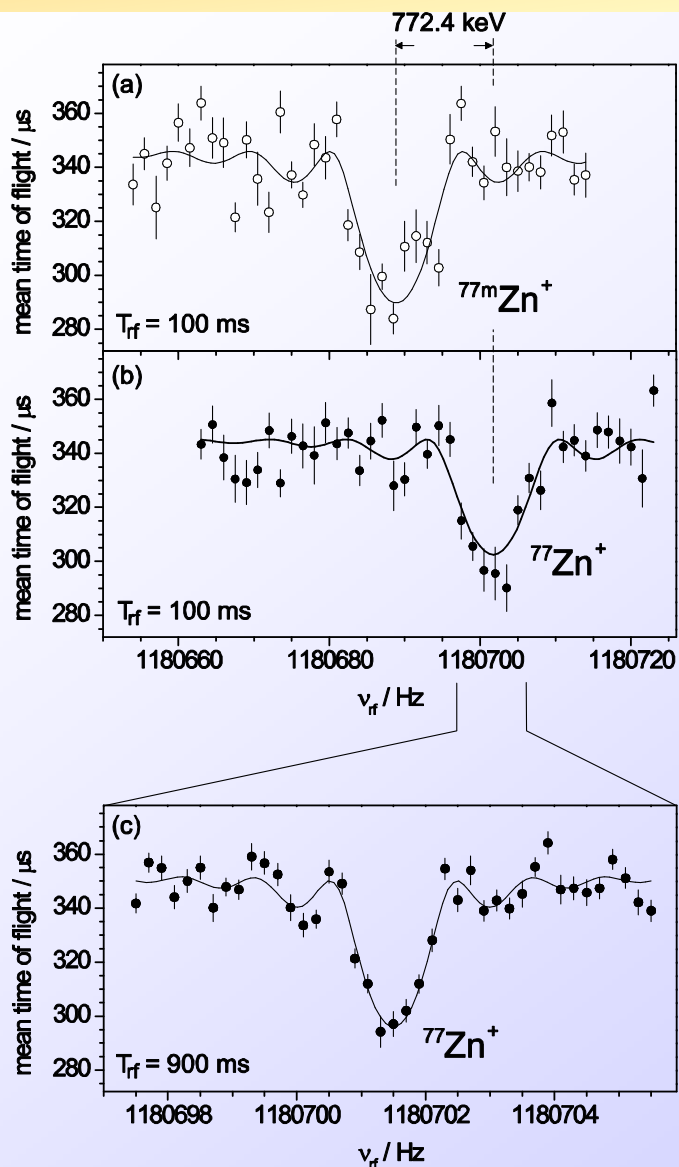 772.4 keV
(a)
360
340
320
300
280
mean time of flight / µs
77mZn+
Trf = 100 ms
(b)
360
340
320
300
280
mean time of flight / µs
77Zn+
Trf = 100 ms
1180660 1180680 1180700 1180720
νrf / Hz
(c)
360
340
320
300
280
mean time of flight / µs
77Zn+
Trf = 900 ms
1180698 1180700 1180702 1180704
νrf / Hz